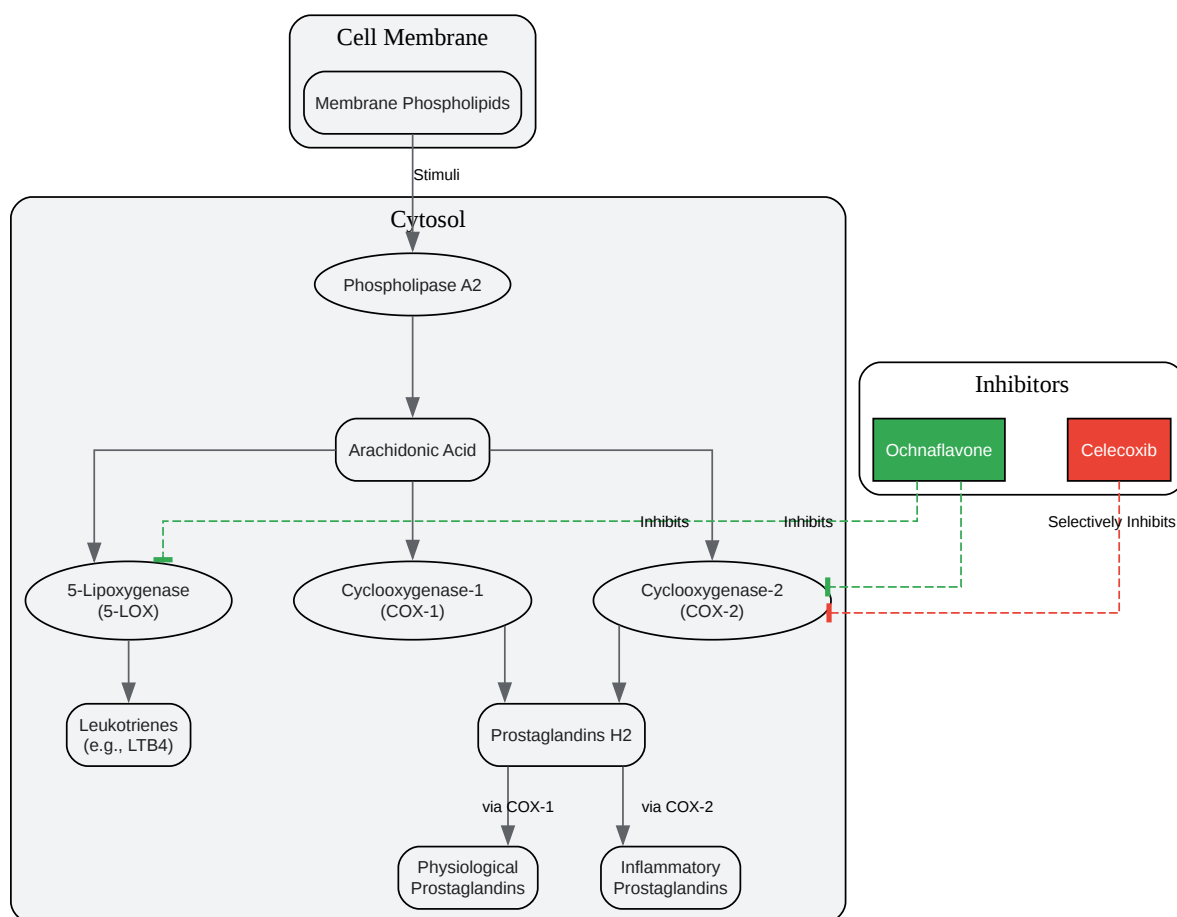 Cell Membrane
Membrane Phospholipids
Stimuli
Cytosol
Phospholipase A2
Inhibitors
Ochnaflavone
Celecoxib
Arachidonic Acid
Inhibits
Inhibits
Selectively Inhibits
5-Lipoxygenase
(5-LOX)
Cyclooxygenase-1
(COX-1)
Cyclooxygenase-2
(COX-2)
Leukotrienes
(e.g., LTB4)
Prostaglandins H2
via COX-1
via COX-2
Physiological
Prostaglandins
Inflammatory
Prostaglandins